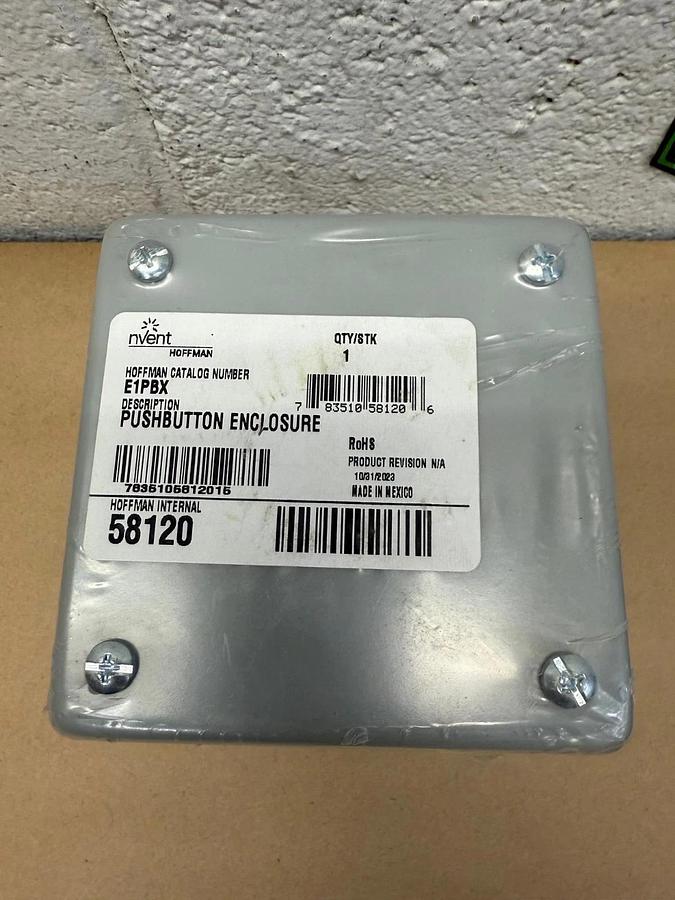 nvent
HOFFMAN
QTY/STK
1
HOFFMAN CATALOG NUMBER
E1PBX
DESCRIPTION
PUSHBUTTON ENCLOSURE
7 83510 58120 6
RoHS
PRODUCT REVISION N/A
10/31/2023
MADE IN MEXICO
7835105812015
HOFFMAN INTERNAL
58120